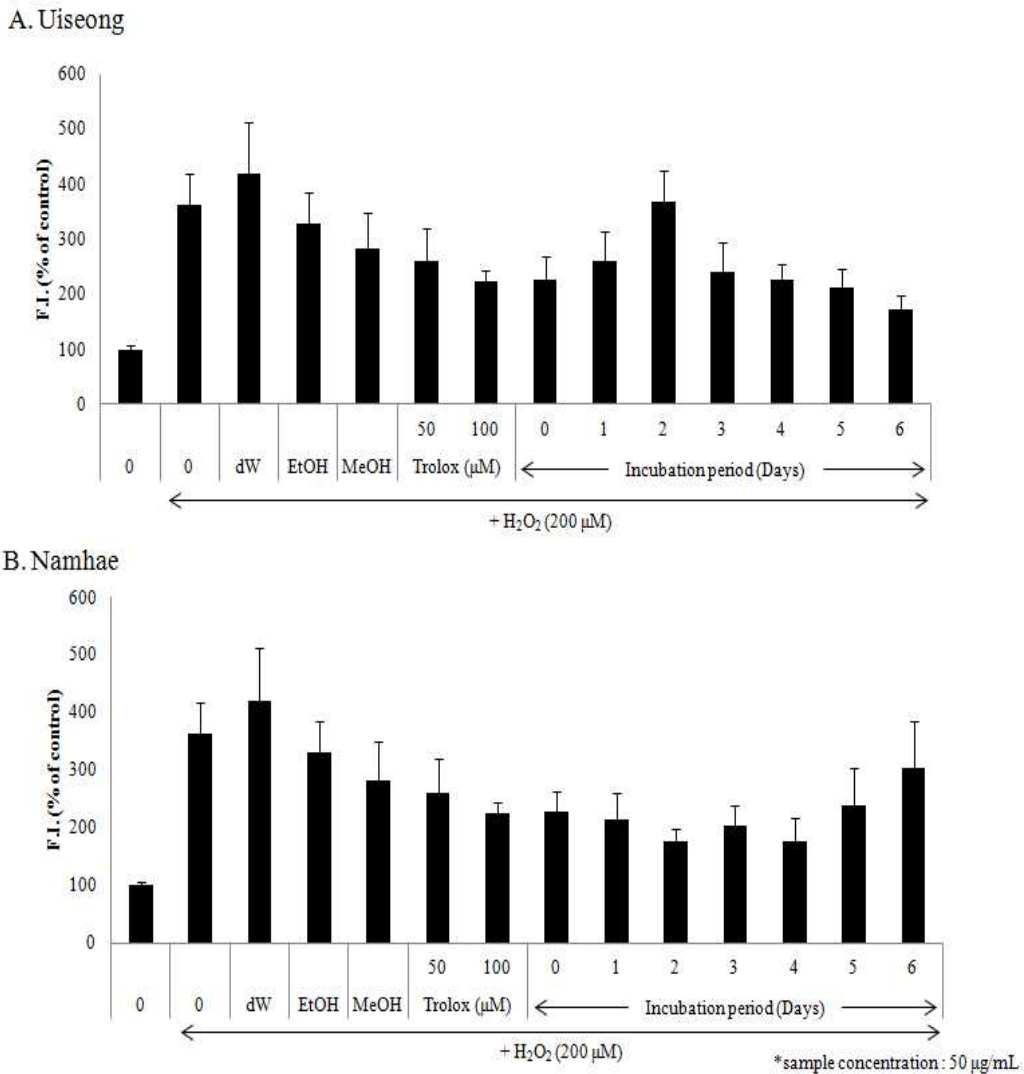 A. Uiseong
600
500
400
300
200
100
0
F.I. (% of control)
50 100 0 1 2 3 4 5 6
0 0 dW EtOH MeOH Trolox (μM) Incubation period (Days)
+ H₂O₂ (200 μM)
B. Namhae
600
500
400
300
200
100
0
F.I. (% of control)
50 100 0 1 2 3 4 5 6
0 0 dW EtOH MeOH Trolox (μM) Incubation period (Days)
+ H₂O₂ (200 μM)
*sample concentration : 50 μg/mL